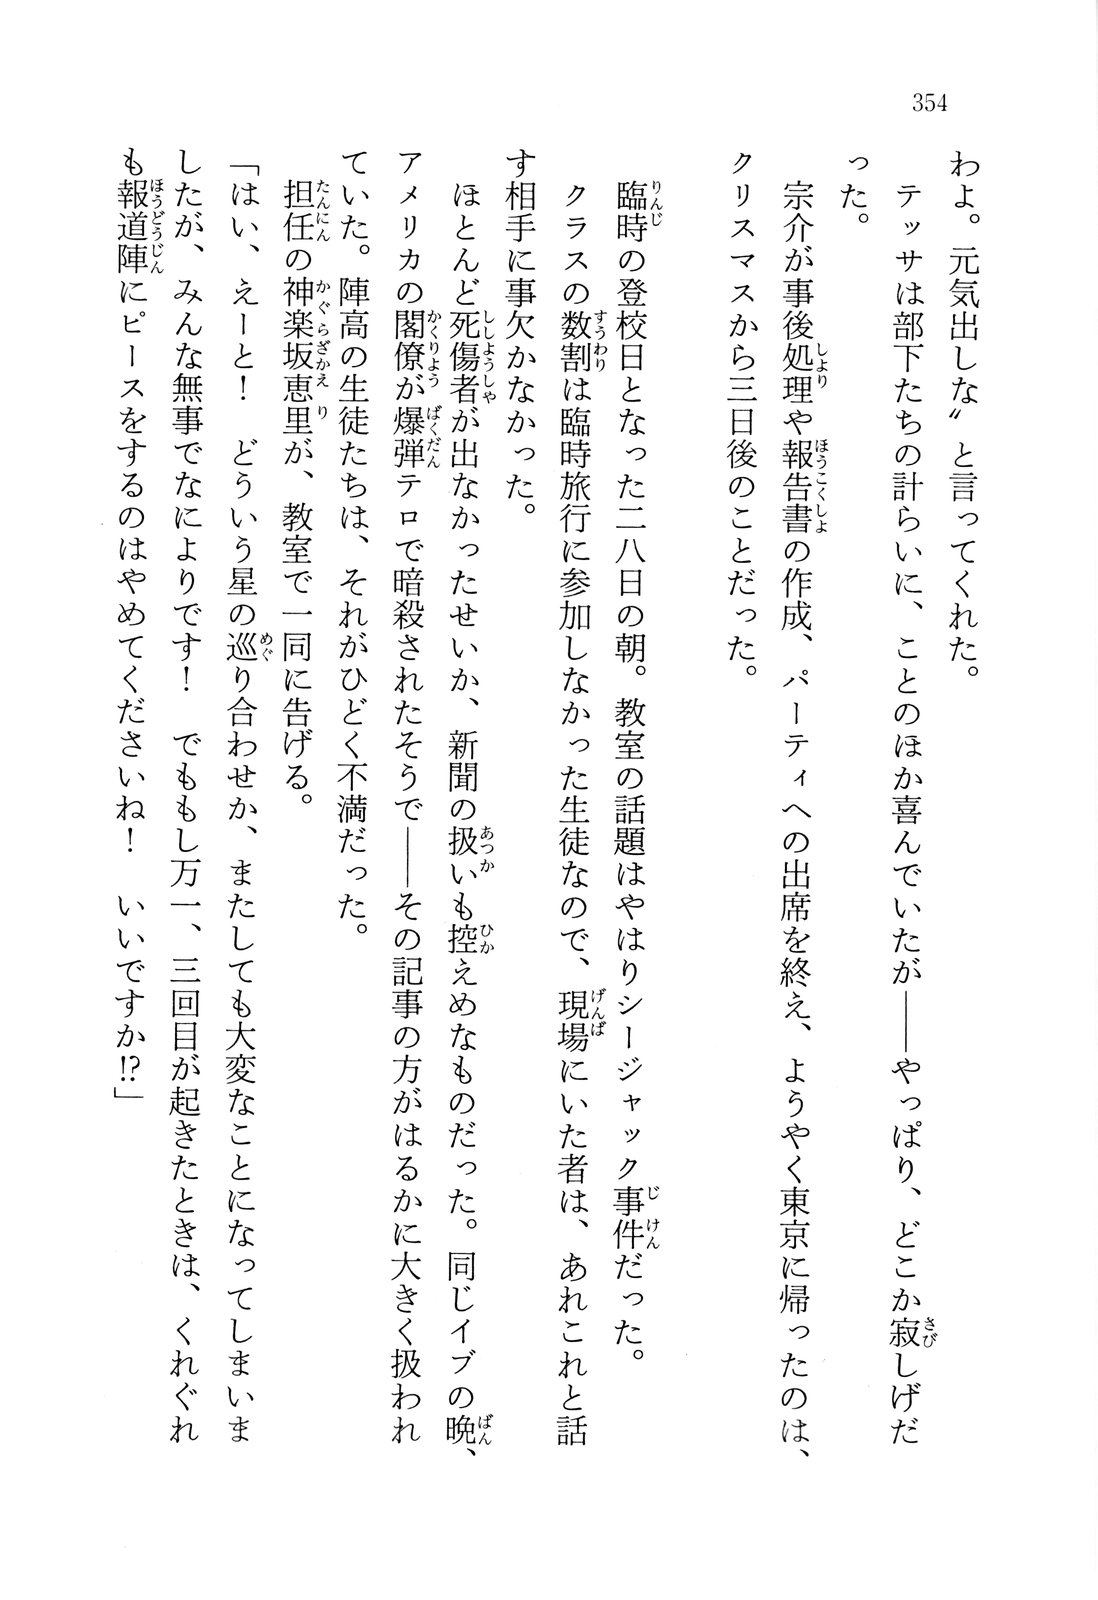 354
わよ。元気出しな〟と言ってくれた。
　テッサは部下たちの計らいに、ことのほか喜んでいたが――やっぱり、どこか寂しげだ
った。
　宗介が事後処理や報告書の作成、パーティへの出席を終え、ようやく東京に帰ったのは、
クリスマスから三日後のことだった。
　臨時の登校日となった二八日の朝。教室の話題はやはりシージャック事件だった。
　クラスの数割は臨時旅行に参加しなかった生徒なので、現場にいた者は、あれこれと話
す相手に事欠かなかった。
　ほとんど死傷者が出なかったせいか、新聞の扱いも控えめなものだった。同じイブの晩、
アメリカの閣僚が爆弾テロで暗殺されたそうで――その記事の方がはるかに大きく扱われ
ていた。陣高の生徒たちは、それがひどく不満だった。
　担任の神楽坂恵里が、教室で一同に告げる。
「はい、えーと！　どういう星の巡り合わせか、またしても大変なことになってしまいま
したが、みんな無事でなによりです！　でももし万一、三回目が起きたときは、くれぐれ
も報道陣にピースをするのはやめてくださいね！　いいですか!?」